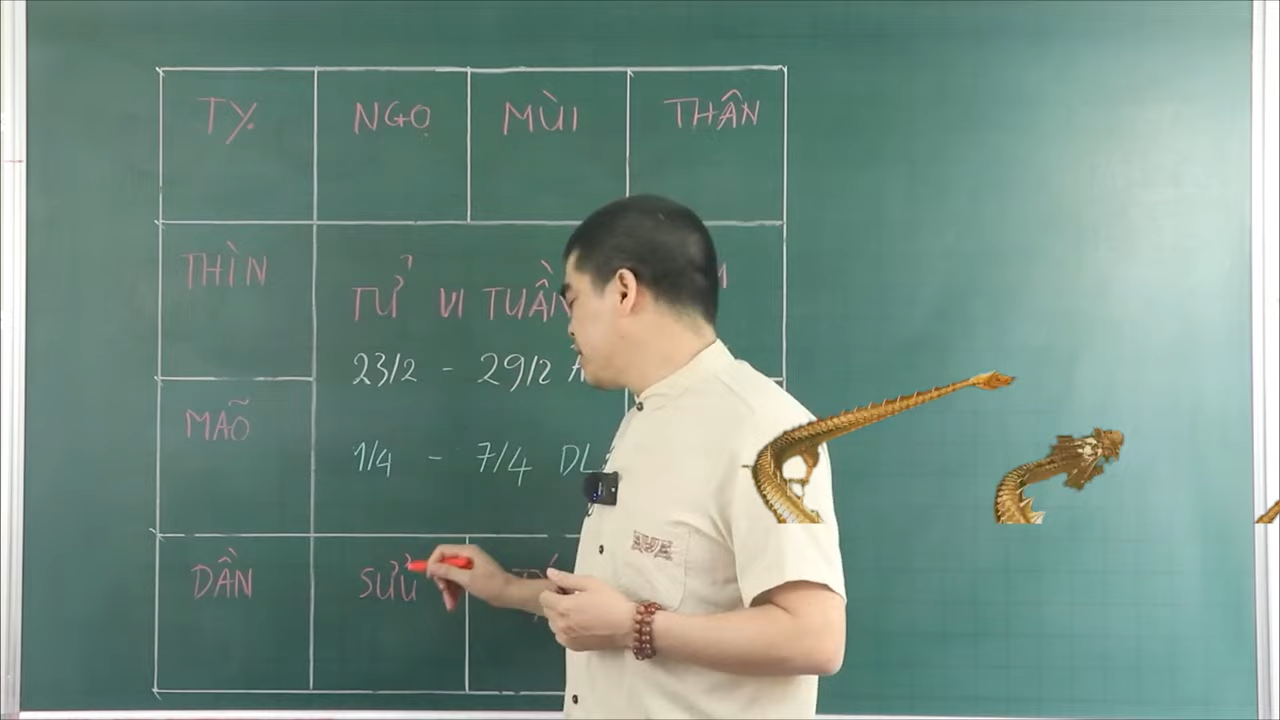 TỴ NGỌ MÙI THÂN
THÌN
TỬ VI TUẦN
23/2 - 29/2 Â
MÃO
1/4 - 7/4 DL
DẦN SỬU